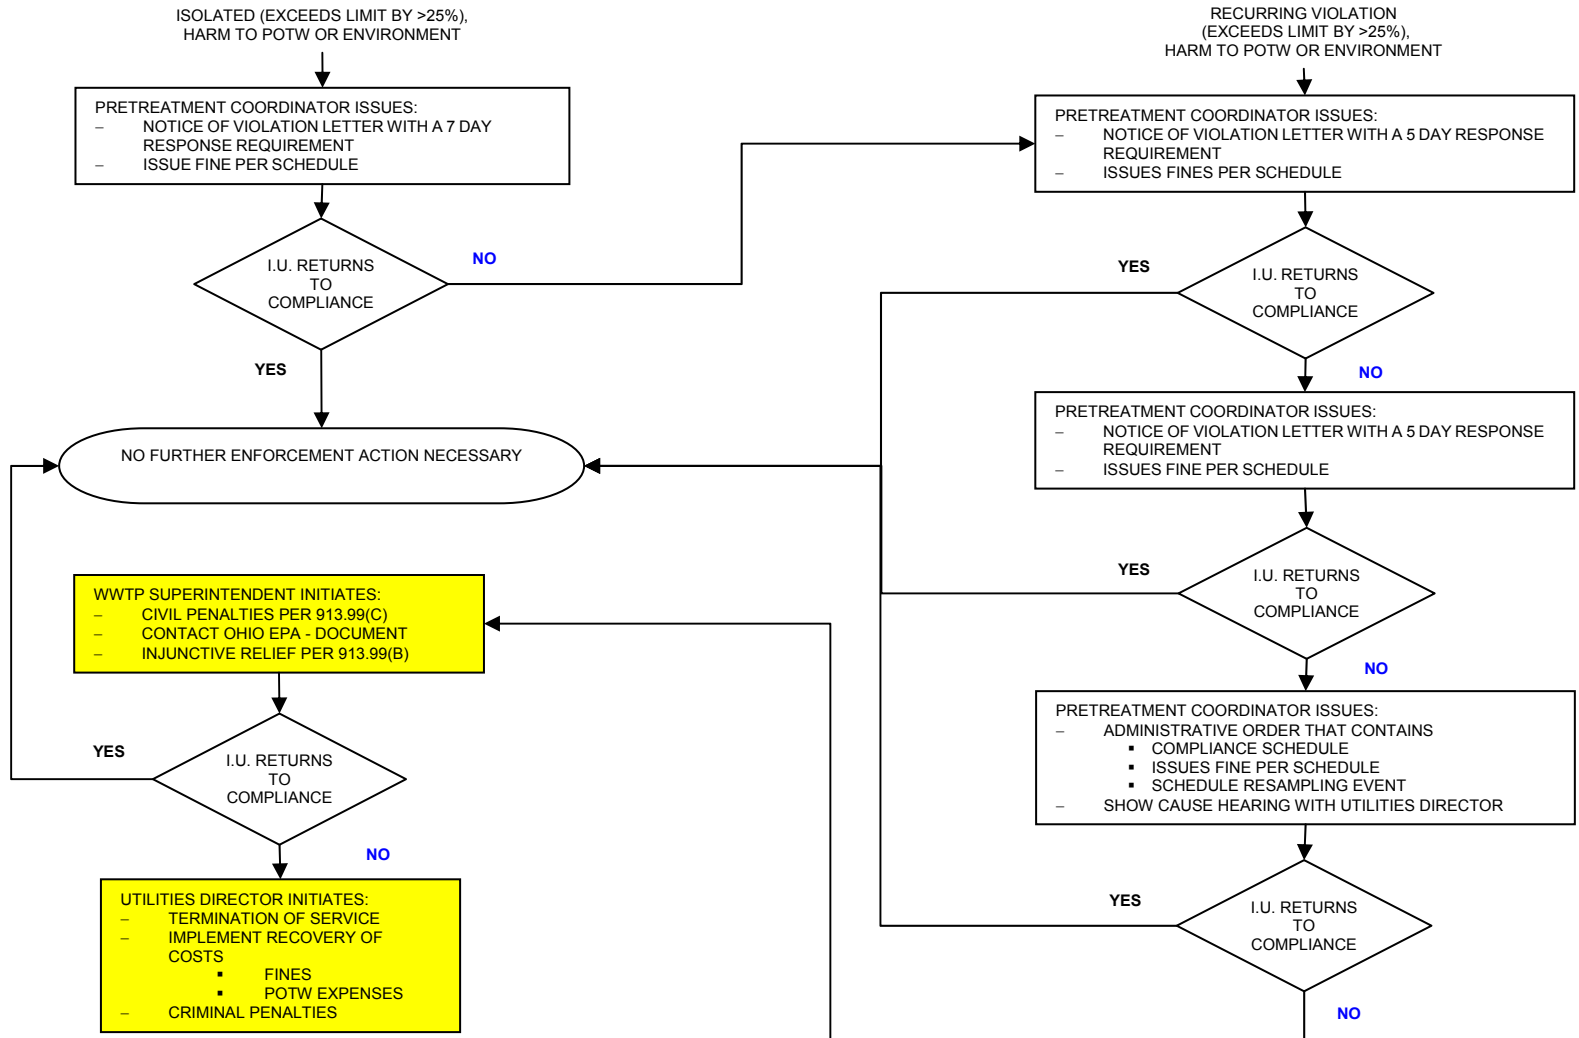 ISOLATED (EXCEEDS LIMIT BY >25%),
HARM TO POTW OR ENVIRONMENT
PRETREATMENT COORDINATOR ISSUES:
– NOTICE OF VIOLATION LETTER WITH A 7 DAY
RESPONSE REQUIREMENT
– ISSUE FINE PER SCHEDULE
I.U. RETURNS
TO
COMPLIANCE
NO
YES
NO FURTHER ENFORCEMENT ACTION NECESSARY
WWTP SUPERINTENDENT INITIATES:
– CIVIL PENALTIES PER 913.99(C)
– CONTACT OHIO EPA - DOCUMENT
– INJUNCTIVE RELIEF PER 913.99(B)
YES
I.U. RETURNS
TO
COMPLIANCE
NO
UTILITIES DIRECTOR INITIATES:
– TERMINATION OF SERVICE
– IMPLEMENT RECOVERY OF
COSTS
▪ FINES
▪ POTW EXPENSES
– CRIMINAL PENALTIES
RECURRING VIOLATION
(EXCEEDS LIMIT BY >25%),
HARM TO POTW OR ENVIRONMENT
PRETREATMENT COORDINATOR ISSUES:
– NOTICE OF VIOLATION LETTER WITH A 5 DAY RESPONSE
REQUIREMENT
– ISSUES FINES PER SCHEDULE
YES
I.U. RETURNS
TO
COMPLIANCE
NO
PRETREATMENT COORDINATOR ISSUES:
– NOTICE OF VIOLATION LETTER WITH A 5 DAY RESPONSE
REQUIREMENT
– ISSUES FINE PER SCHEDULE
YES
I.U. RETURNS
TO
COMPLIANCE
NO
PRETREATMENT COORDINATOR ISSUES:
– ADMINISTRATIVE ORDER THAT CONTAINS
▪ COMPLIANCE SCHEDULE
▪ ISSUES FINE PER SCHEDULE
▪ SCHEDULE RESAMPLING EVENT
– SHOW CAUSE HEARING WITH UTILITIES DIRECTOR
YES
I.U. RETURNS
TO
COMPLIANCE
NO